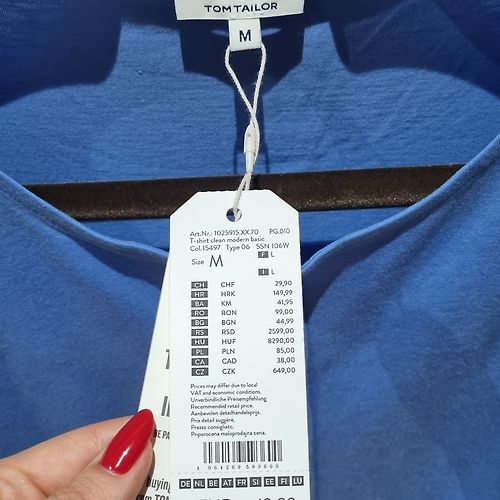 TOM TAILOR
M
Art.Nr.: 1025915.XX.70 PG.010
T-shirt clean modern basic
Col.15497 Type 06 SSN 106W
Size M F L
I L
CH CHF 29,90
HR HRK 149,99
BA KM 41,95
RO RON 99,00
BG BGN 44,99
RS RSD 2599,00
HU HUF 8290,00
PL PLN 85,00
CA CAD 38,00
CZ CZK 649,00
Prices may differ due to local
VAT and economic conditions.
Unverbindliche Preisempfehlung
Recommended retail price.
Aanbevolen detailhandelsprijs.
Prix detail suggéré.
Prezzo consigliato.
Priporocena maloprodajna cena.
4 064269 593600
DE NL BE AT FR SI EE FI LU
BE PA
buying